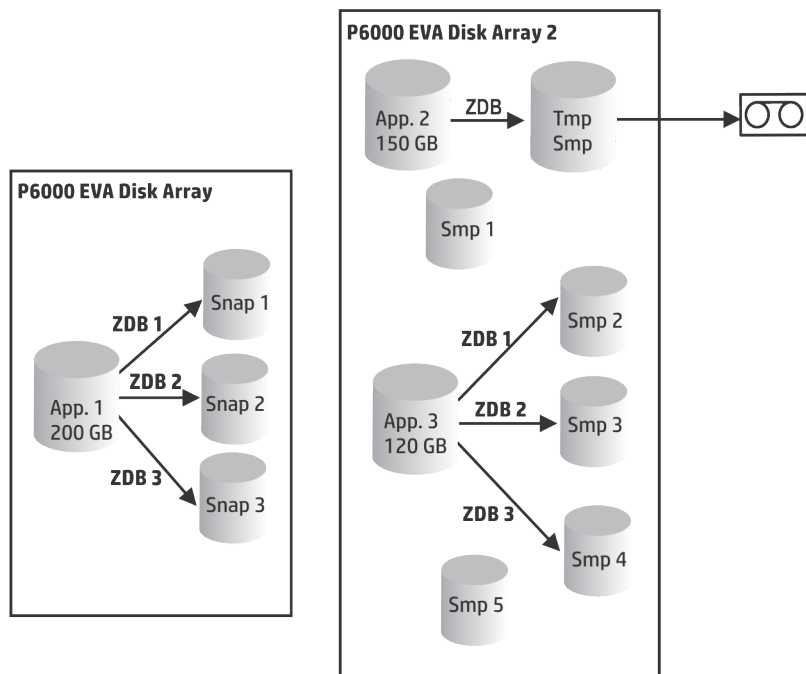 P6000 EVA Disk Array 2
App. 2
150 GB
ZDB
Tmp
Smp
Smp 1
P6000 EVA Disk Array
Snap 1
ZDB 1
App. 1
200 GB
ZDB 2
Snap 2
ZDB 3
Snap 3
Smp 2
ZDB 1
App. 3
120 GB
ZDB 2
Smp 3
ZDB 3
Smp 4
Smp 5